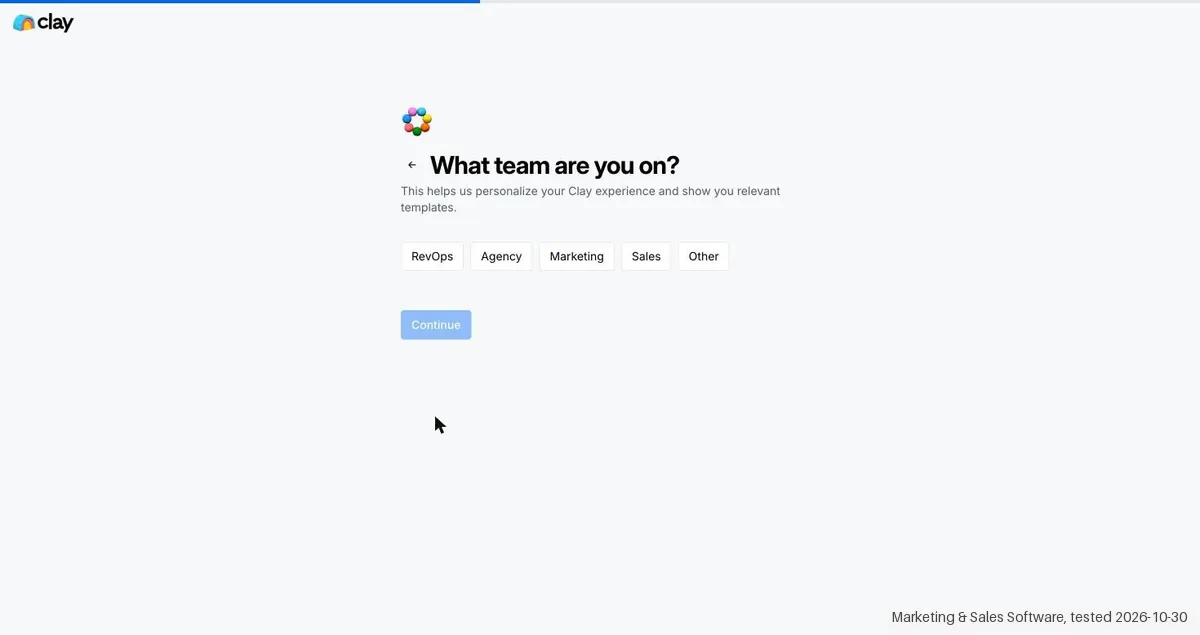 clay
What team are you on?
This helps us personalize your Clay experience and show you relevant
templates.
RevOps Agency Marketing Sales Other
Continue
Marketing & Sales Software, tested 2026-10-30